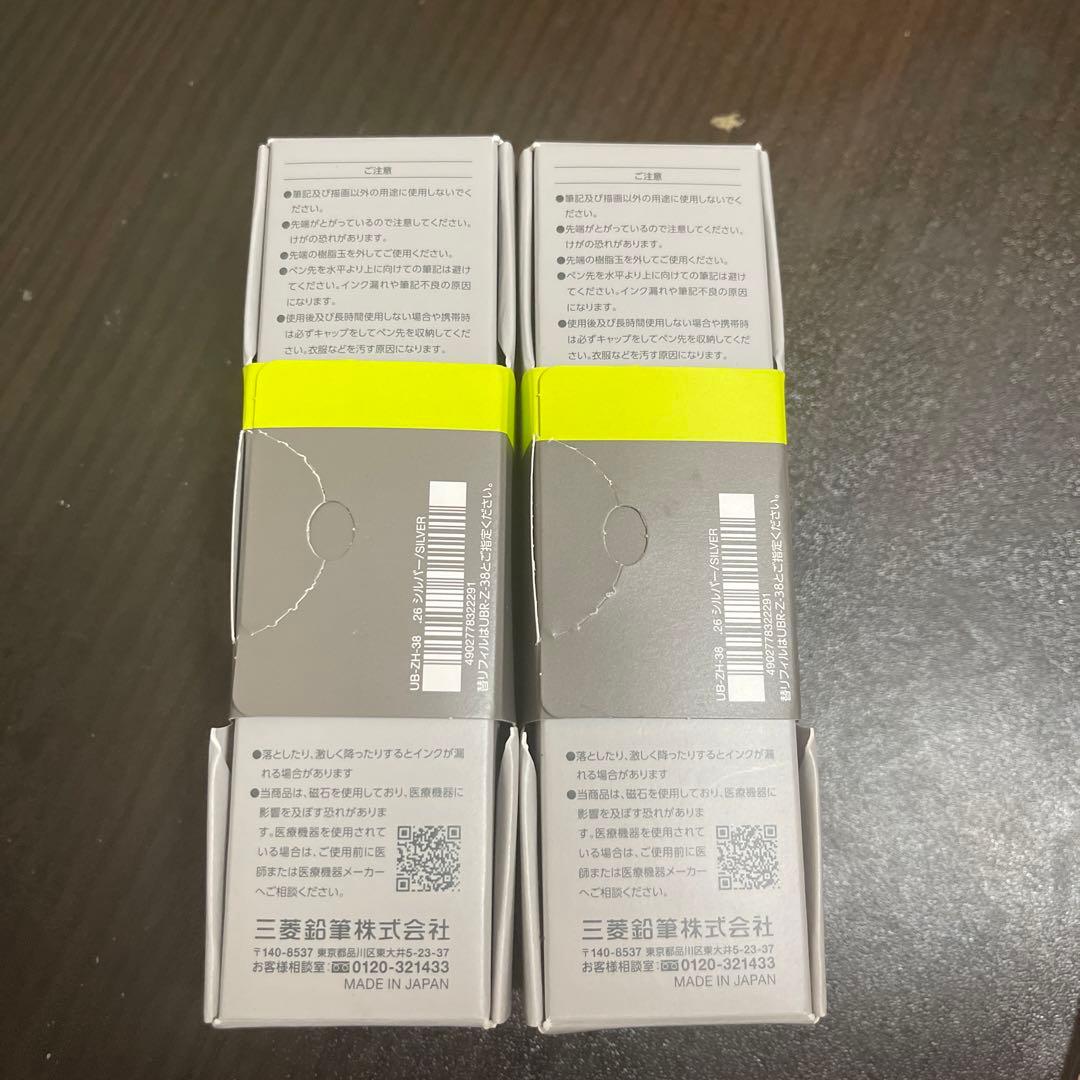 ご注意
●筆記及び描画以外の用途に使用しないでく
ださい。
●先端がとがっているので注意してください。
けがの恐れがあります。
●先端の樹脂玉を外してご使用ください。
●ペン先を水平より上に向けての筆記は避け
てください。インク漏れや筆記不良の原因
になります。
●使用後及び長時間使用しない場合や携帯時
は必ずキャップをしてペン先を収納してくだ
さい。衣服などを汚す原因になります。
UB-ZH-38 .26 シルバー/SILVER
4902778322291
替リフィルはUBR-Z-38とご指定ください。
●落としたり、激しく降ったりするとインクが漏
れる場合があります
●当商品は、磁石を使用しており、医療機器に
影響を及ぼす恐れがありま
す。医療機器を使用されて
いる場合は、ご使用前に医
師または医療機器メーカー
へご相談ください。
三菱鉛筆株式会社
〒140-8537 東京都品川区東大井5-23-37
お客様相談室:0120-321433
MADE IN JAPAN
ご注意
●筆記及び描画以外の用途に使用しないでく
ださい。
●先端がとがっているので注意してください。
けがの恐れがあります。
●先端の樹脂玉を外してご使用ください。
●ペン先を水平より上に向けての筆記は避け
てください。インク漏れや筆記不良の原因
になります。
●使用後及び長時間使用しない場合や携帯時
は必ずキャップをしてペン先を収納してくだ
さい。衣服などを汚す原因になります。
UB-ZH-38 .26 シルバー/SILVER
4902778322291
替リフィルはUBR-Z-38とご指定ください。
●落としたり、激しく降ったりするとインクが漏
れる場合があります
●当商品は、磁石を使用しており、医療機器に
影響を及ぼす恐れがありま
す。医療機器を使用されて
いる場合は、ご使用前に医
師または医療機器メーカー
へご相談ください。
三菱鉛筆株式会社
〒140-8537 東京都品川区東大井5-23-37
お客様相談室:0120-321433
MADE IN JAPAN